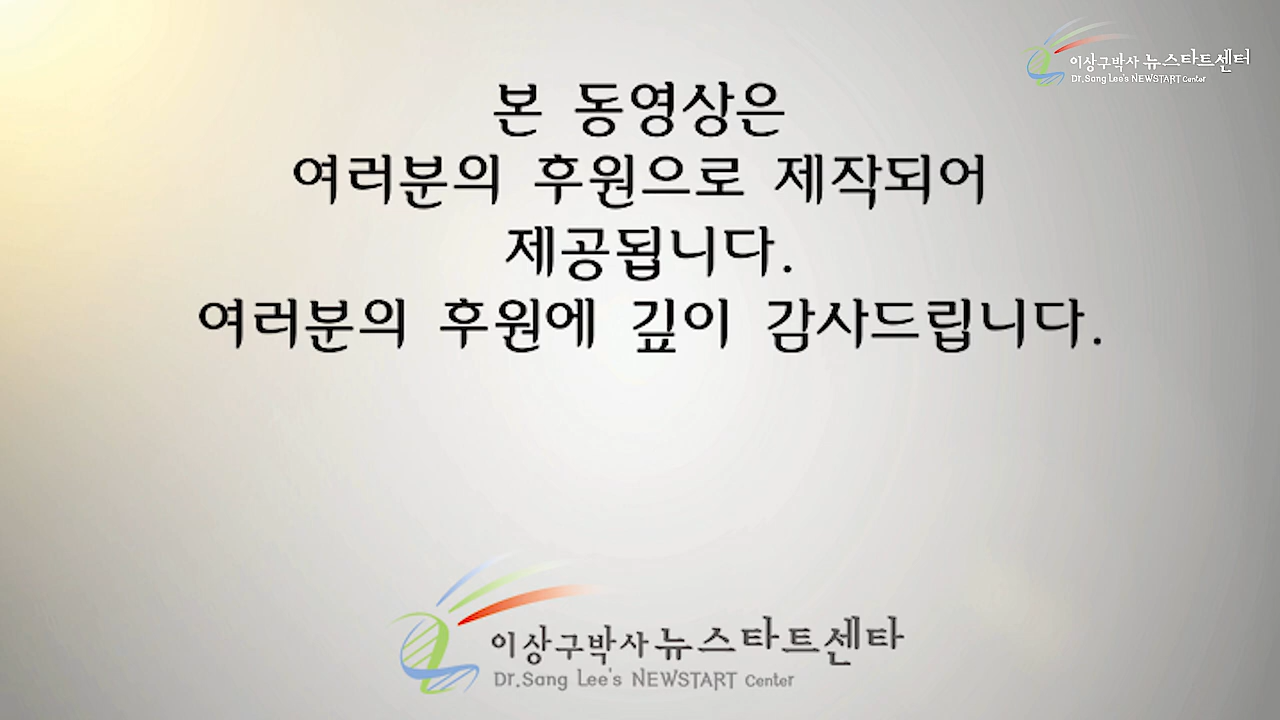 이상구박사 뉴스타트센터
Dr.Sang Lee's NEWSTART Center
본 동영상은
여러분의 후원으로 제작되어
제공됩니다.
여러분의 후원에 깊이 감사드립니다.
이상구박사 뉴스타트센타
Dr.Sang Lee's NEWSTART Center